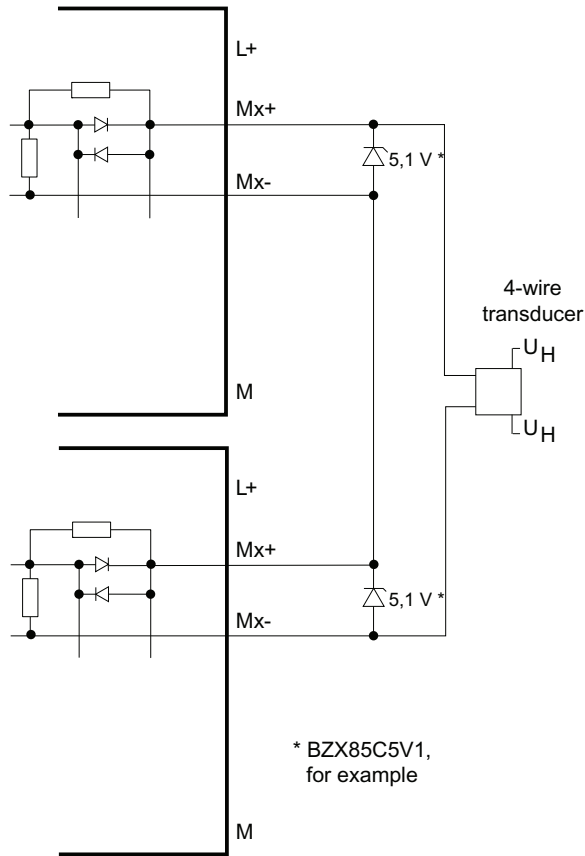 L+
Mx+
5,1 V *
Mx-
4-wire
transducer
UH
UH
M
L+
Mx+
5,1 V *
Mx-
* BZX85C5V1,
for example
M